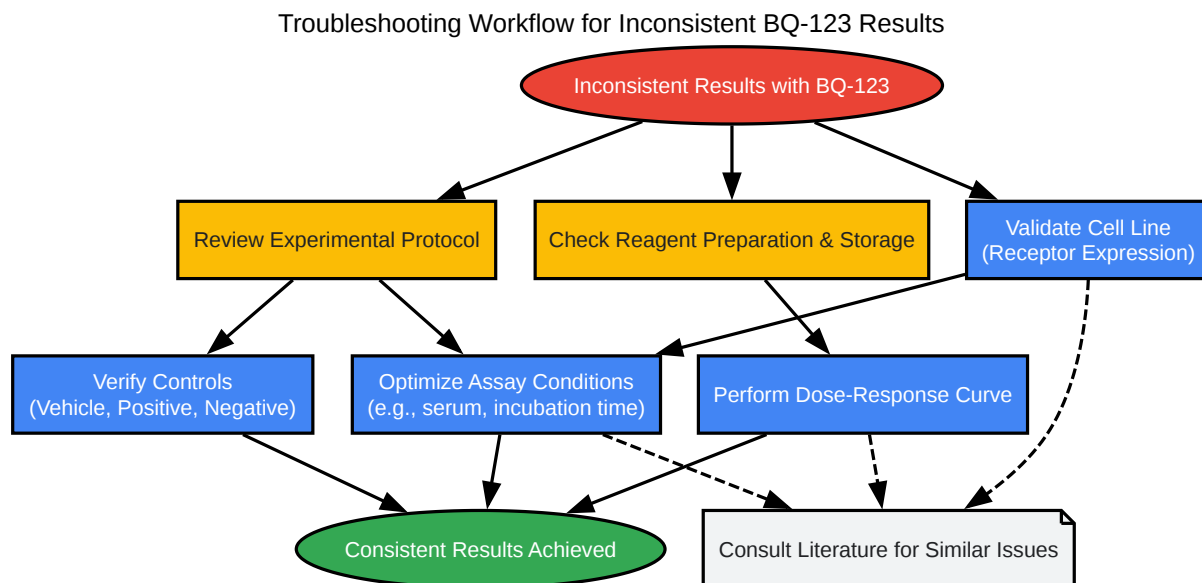 Troubleshooting Workflow for Inconsistent BQ-123 Results
Inconsistent Results with BQ-123
Review Experimental Protocol
Check Reagent Preparation & Storage
Validate Cell Line
(Receptor Expression)
Verify Controls
(Vehicle, Positive, Negative)
Optimize Assay Conditions
(e.g., serum, incubation time)
Perform Dose-Response Curve
Consistent Results Achieved
Consult Literature for Similar Issues